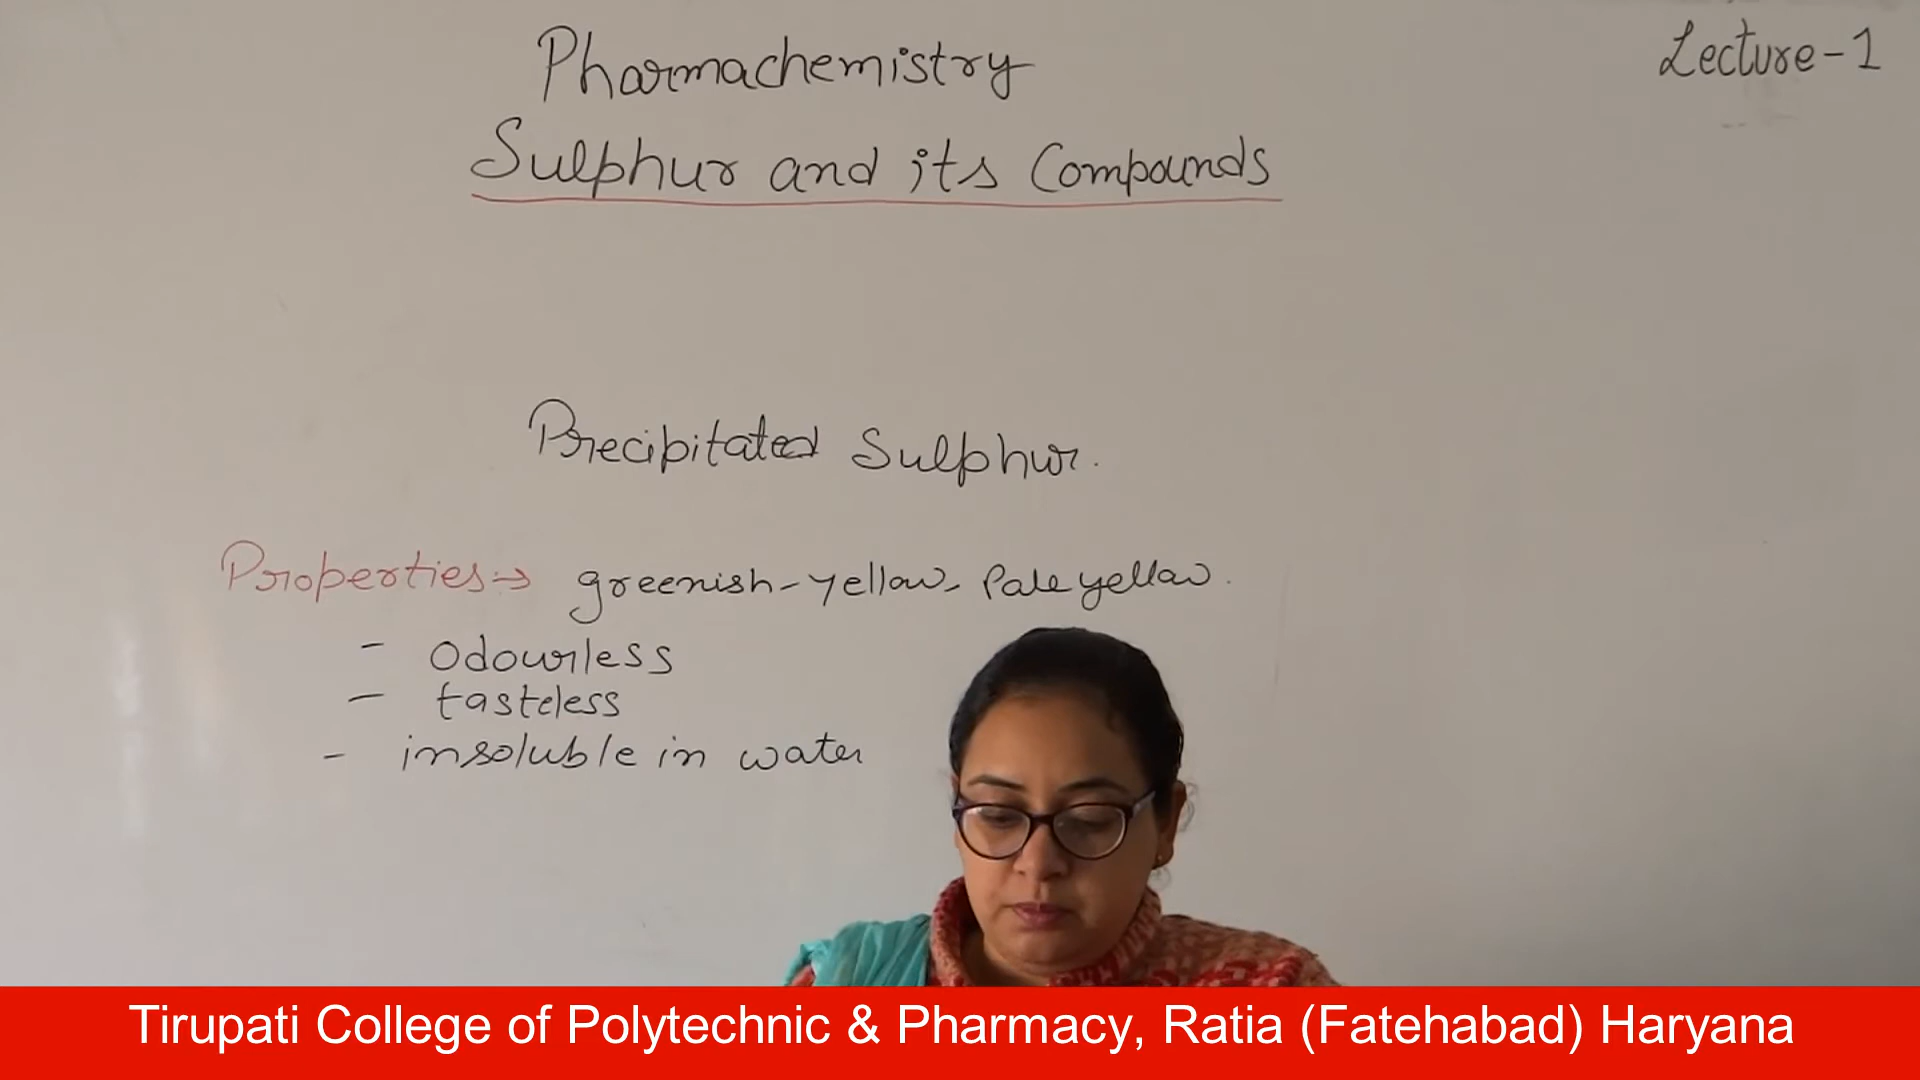 Pharmachemistry
Lecture-1
Sulphur and its Compounds
Precipitated Sulphur.
Properties:→ greenish-yellow, Pale yellow.
- Odourless
- tasteless
- insoluble in water
Tirupati College of Polytechnic & Pharmacy, Ratia (Fatehabad) Haryana